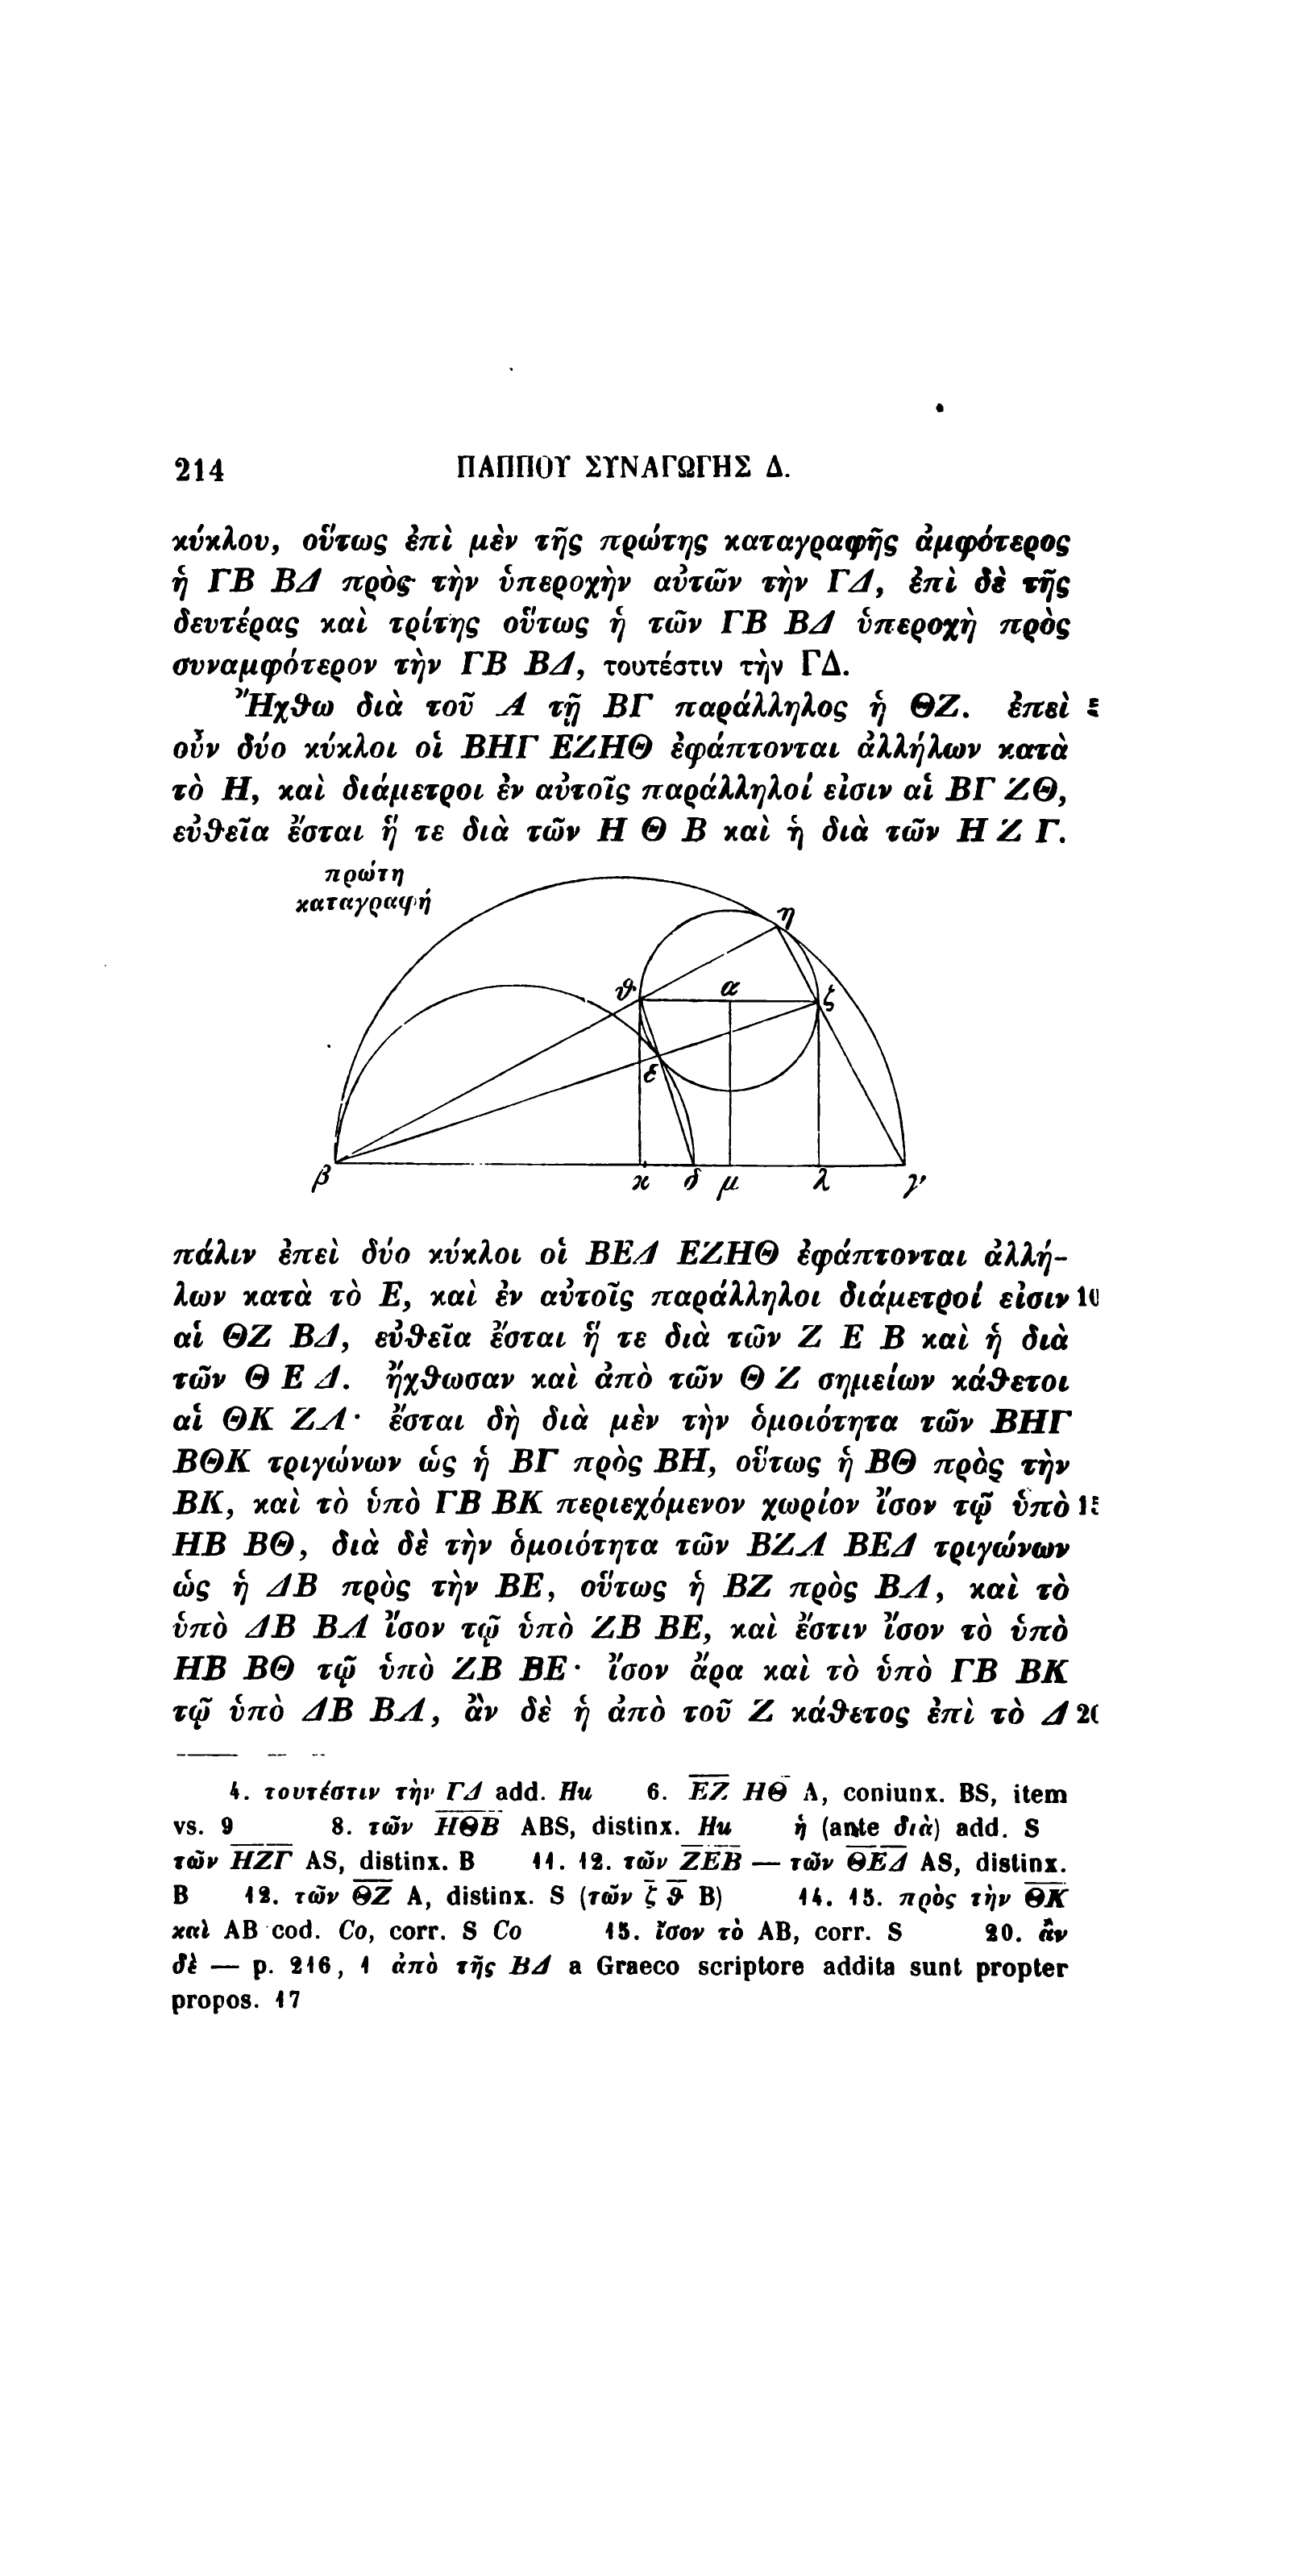 214 ΠΑΠΠΟΥ ΣΥΝΑΓΩΓΗΣ Δ.
κύκλου, οὕτως ἐπὶ μὲν τῆς πρώτης καταγραφῆς ἀμφότερος
ἡ ΓΒ ΒΔ πρὸς τὴν ὑπεροχὴν αὐτῶν τὴν ΓΔ, ἐπὶ δὲ τῆς
δευτέρας καὶ τρίτης οὕτως ἡ τῶν ΓΒ ΒΔ ὑπεροχὴ πρὸς
συναμφότερον τὴν ΓΒ ΒΔ, τουτέστιν τὴν ΓΔ.
Ἤχθω διὰ τοῦ Α τῇ ΒΓ παράλληλος ἡ ΘΖ. ἐπεὶ 5
οὖν δύο κύκλοι οἱ ΒΗΓ ΕΖΗΘ ἐφάπτονται ἀλλήλων κατὰ
τὸ Η, καὶ διάμετροι ἐν αὐτοῖς παράλληλοί εἰσιν αἱ ΒΓ ΖΘ,
εὐθεῖα ἔσται ἥ τε διὰ τῶν Η Θ Β καὶ ἡ διὰ τῶν Η Ζ Γ.
πρώτη
καταγραφή
η
θ α ζ
ε
β κ δ μ λ γ
πάλιν ἐπεὶ δύο κύκλοι οἱ ΒΕΔ ΕΖΗΘ ἐφάπτονται ἀλλή-
λων κατὰ τὸ Ε, καὶ ἐν αὐτοῖς παράλληλοι διάμετροί εἰσιν 10
αἱ ΘΖ ΒΔ, εὐθεῖα ἔσται ἥ τε διὰ τῶν Ζ Ε Β καὶ ἡ διὰ
τῶν Θ Ε Δ. ἤχθωσαν καὶ ἀπὸ τῶν Θ Ζ σημείων κάθετοι
αἱ ΘΚ ΖΛ· ἔσται δὴ διὰ μὲν τὴν ὁμοιότητα τῶν ΒΗΓ
ΒΘΚ τριγώνων ὡς ἡ ΒΓ πρὸς ΒΗ, οὕτως ἡ ΒΘ πρὸς τὴν
ΒΚ, καὶ τὸ ὑπὸ ΓΒ ΒΚ περιεχόμενον χωρίον ἴσον τῷ ὑπὸ 15
ΗΒ ΒΘ, διὰ δὲ τὴν ὁμοιότητα τῶν ΒΖΛ ΒΕΔ τριγώνων
ὡς ἡ ΔΒ πρὸς τὴν ΒΕ, οὕτως ἡ ΒΖ πρὸς ΒΛ, καὶ τὸ
ὑπὸ ΔΒ ΒΛ ἴσον τῷ ὑπὸ ΖΒ ΒΕ, καὶ ἔστιν ἴσον τὸ ὑπὸ
ΗΒ ΒΘ τῷ ὑπὸ ΖΒ ΒΕ· ἴσον ἄρα καὶ τὸ ὑπὸ ΓΒ ΒΚ
τῷ ὑπὸ ΔΒ ΒΛ, ἂν δὲ ἡ ἀπὸ τοῦ Ζ κάθετος ἐπὶ τὸ Δ 20
4. τουτέστιν τὴν ΓΔ add. Hu 6. ΕΖ ΗΘ A, coniunx. BS, item
vs. 9 8. τῶν ΗΘΒ ABS, distinx. Hu ἡ (ante διὰ) add. S
τῶν ΗΖΓ AS, distinx. B 11. 12. τῶν ΖΕΒ — τῶν ΘΕΔ AS, distinx.
B 12. τῶν ΘΖ A, distinx. S (τῶν ζ θ B) 14. 15. πρὸς τὴν ΘΚ
καὶ AB cod. Co, corr. S Co 15. ἴσον τὸ AB, corr. S 20. ἂν
δὲ — p. 216, 1 ἀπὸ τῆς ΒΔ a Graeco scriptore addita sunt propter
propos. 17